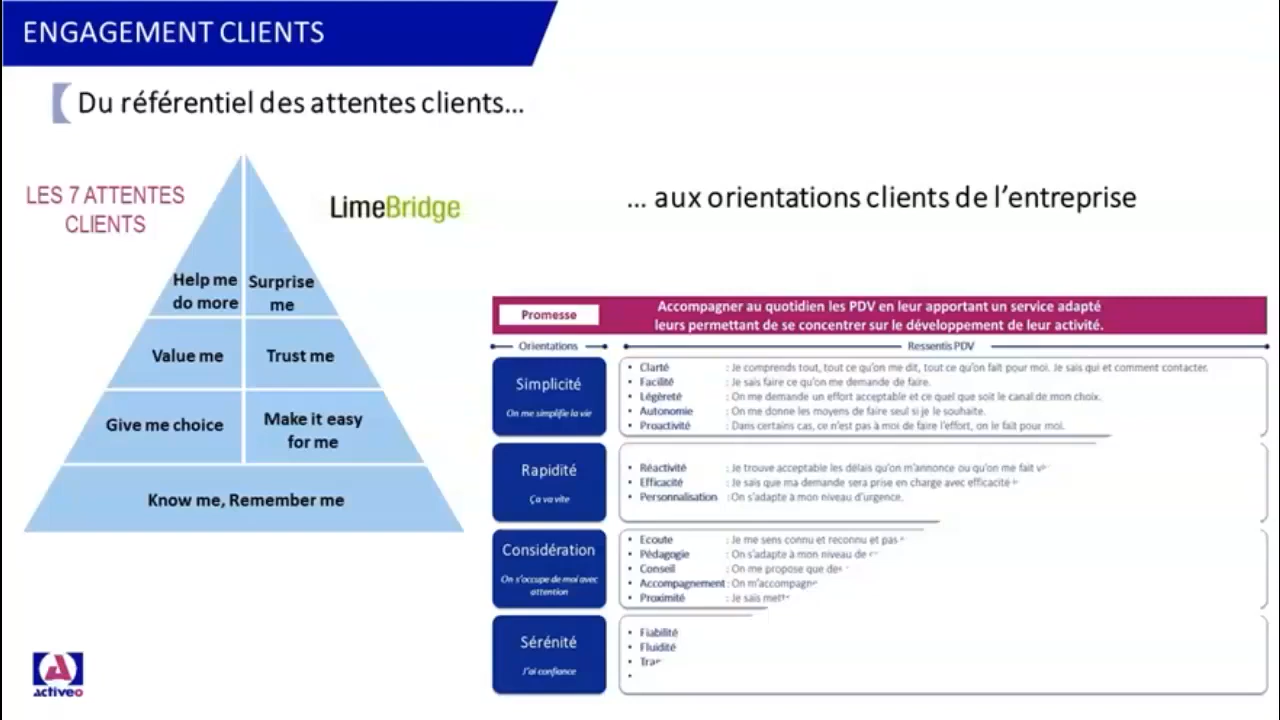 ENGAGEMENT CLIENTS
Du référentiel des attentes clients...
LES 7 ATTENTES
CLIENTS
LimeBridge
... aux orientations clients de l'entreprise
Help me
do more
Surprise
me
Value me
Trust me
Give me choice
Make it easy
for me
Know me, Remember me
Promesse
Accompagner au quotidien les PDV en leur apportant un service adapté
leurs permettant de se concentrer sur le développement de leur activité.
Orientations
Ressentis PDV
Simplicité
On me simplifie la vie
• Clarté : Je comprends tout, tout ce qu'on me dit, tout ce qu'on fait pour moi. Je sais qui et comment contacter.
• Facilité : Je sais faire ce qu'on me demande de faire.
• Légèreté : On me demande un effort acceptable et ce quel que soit le canal de mon choix.
• Autonomie : On me donne les moyens de faire seul si je le souhaite.
• Proactivité : Dans certains cas, ce n'est pas à moi de faire l'effort, on le fait pour moi.
Rapidité
Ça va vite
• Réactivité : Je trouve acceptable les délais qu'on m'annonce ou qu'on me fait
• Efficacité : Je sais que ma demande sera prise en charge avec efficacité
• Personnalisation : On s'adapte à mon niveau d'urgence.
Considération
On s'occupe de moi avec
attention
• Ecoute : Je me sens connu et reconnu et pas
• Pédagogie : On s'adapte à mon niveau de
• Conseil : On me propose que
• Accompagnement : On
• Proximité : Je sais
Sérénité
J'ai confiance
• Fiabilité
• Fluidité
•
•
activeo